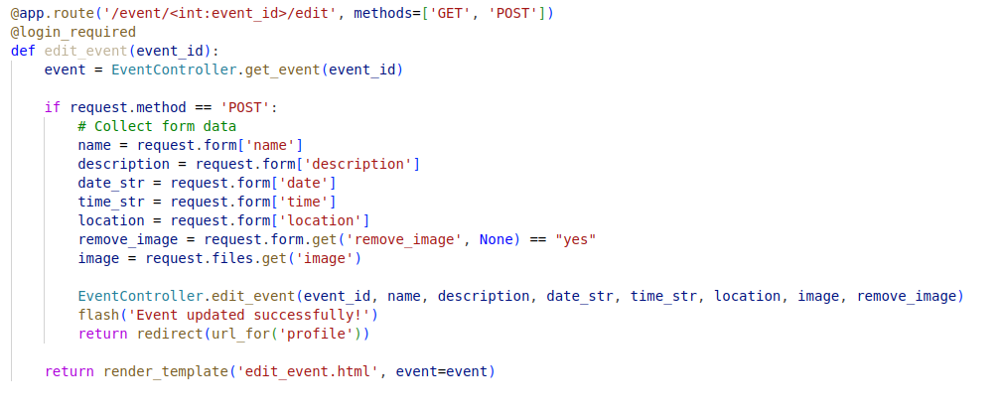 @app.route('/event/<int:event_id>/edit', methods=['GET', 'POST'])
@login_required
def edit_event(event_id):
    event = EventController.get_event(event_id)

    if request.method == 'POST':
        # Collect form data
        name = request.form['name']
        description = request.form['description']
        date_str = request.form['date']
        time_str = request.form['time']
        location = request.form['location']
        remove_image = request.form.get('remove_image', None) == "yes"
        image = request.files.get('image')

        EventController.edit_event(event_id, name, description, date_str, time_str, location, image, remove_image)
        flash('Event updated successfully!')
        return redirect(url_for('profile'))

    return render_template('edit_event.html', event=event)